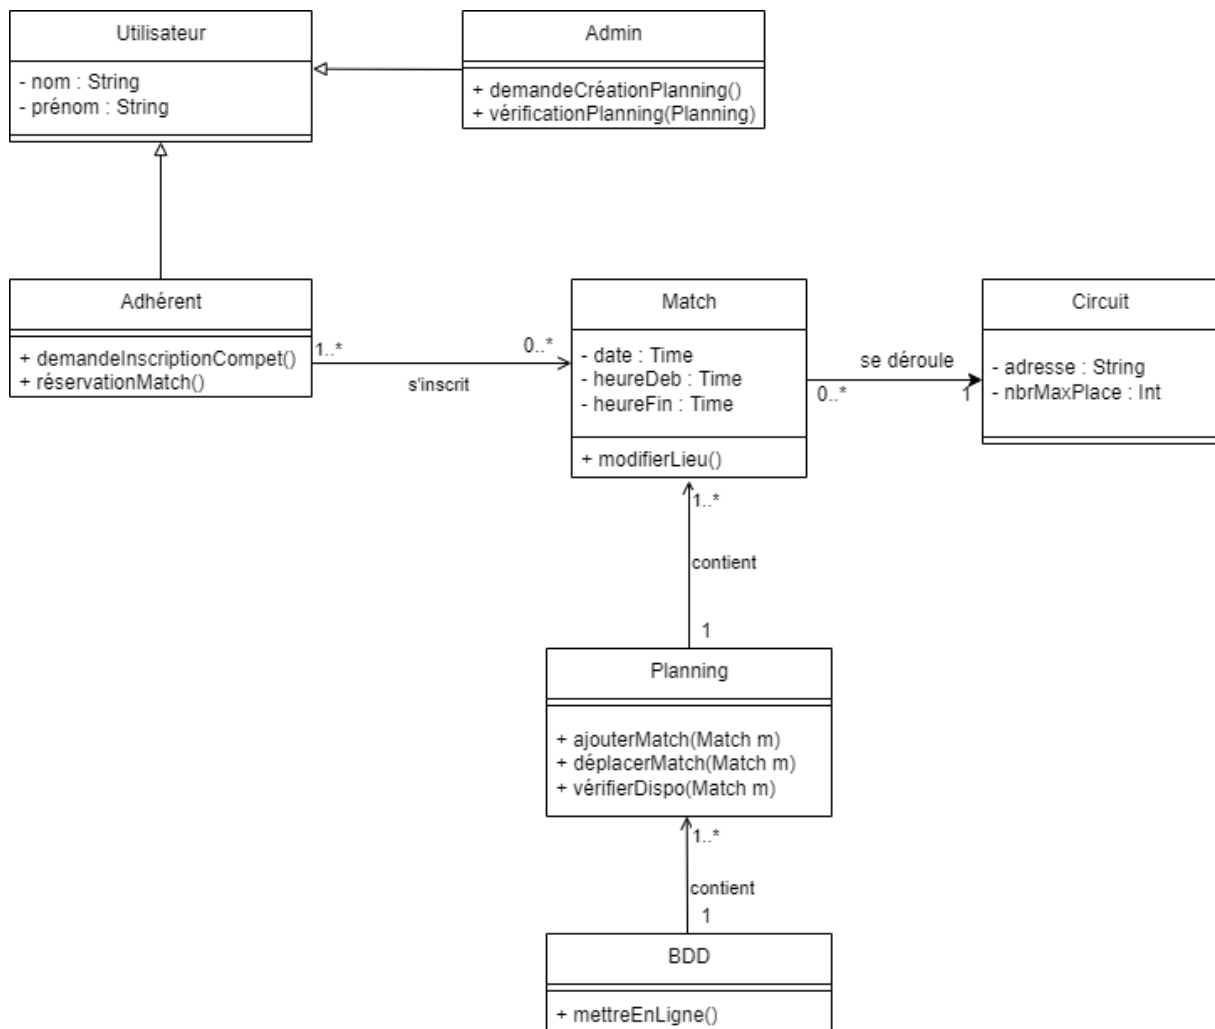 Utilisateur
- nom : String
- prénom : String
Admin
+ demandeCréationPlanning()
+ vérificationPlanning(Planning)
Adhérent
+ demandeInscriptionCompet()
+ réservationMatch()
1..*
0..*
s'inscrit
Match
- date : Time
- heureDeb : Time
- heureFin : Time
+ modifierLieu()
se déroule
0..*
1
Circuit
- adresse : String
- nbrMaxPlace : Int
1..*
contient
1
Planning
+ ajouterMatch(Match m)
+ déplacerMatch(Match m)
+ vérifierDispo(Match m)
1..*
contient
1
BDD
+ mettreEnLigne()